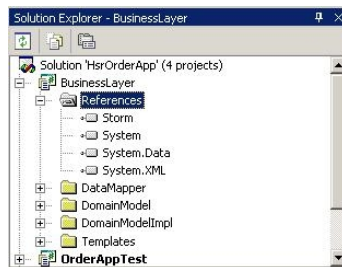 Solution Explorer - BusinessLayer
Solution 'HsrOrderApp' (4 projects)
BusinessLayer
References
Storm
System
System.Data
System.XML
DataMapper
DomainModel
DomainModelImpl
Templates
OrderAppTest